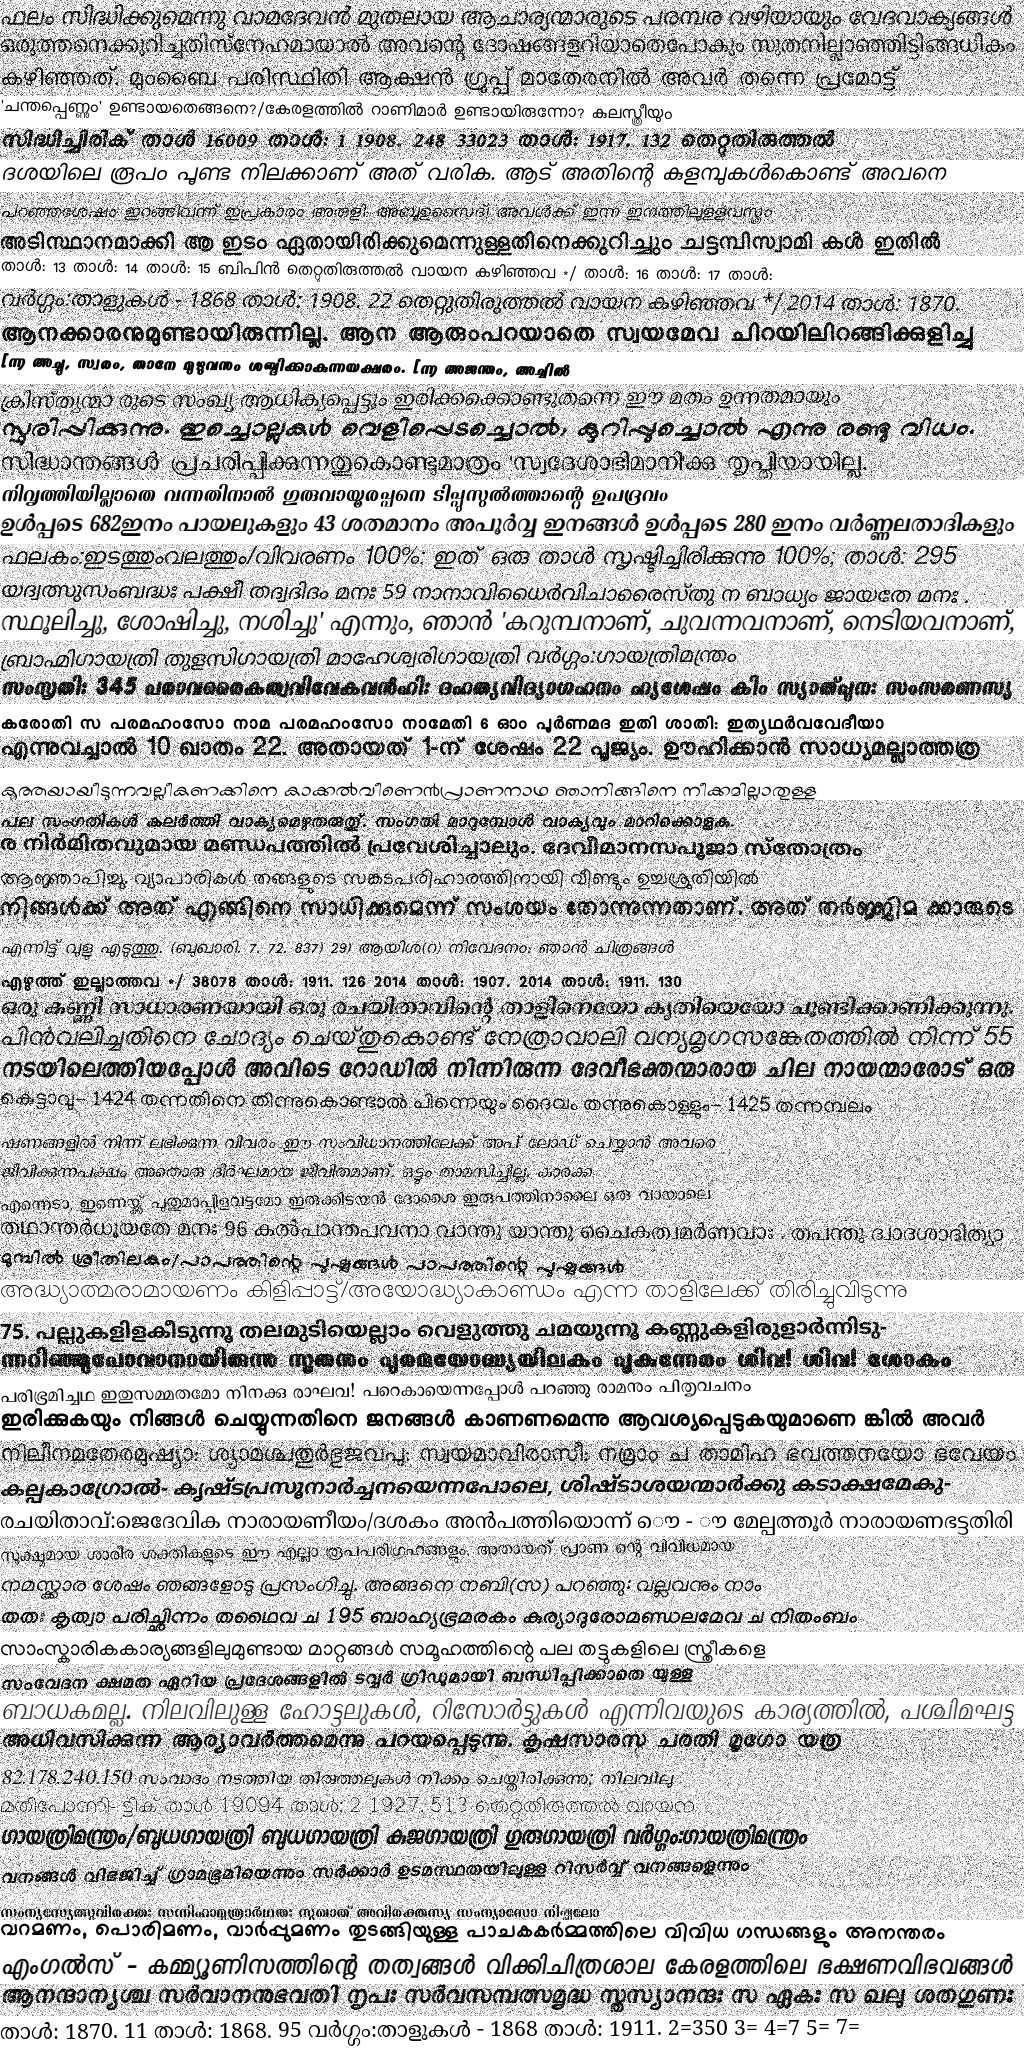 ഫലം സിദ്ധിക്കുമെന്നു വാമദേവൻ മുതലായ ആചാര്യന്മാരുടെ പരമ്പര വഴിയായും വേദവാക്യങ്ങൾ
ഒരുത്തനെക്കുറിച്ചതിസ്നേഹമായാൽ അവന്റെ ദോഷങ്ങളറിയാതെപോകും സുതനില്ലാഞ്ഞിട്ടിങ്ങധികം
കഴിഞ്ഞത്. മുംബൈ പരിസ്ഥിതി ആക്ഷൻ ഗ്രൂപ്പ് മാതേരനിൽ അവർ തന്നെ പ്രമോട്ട്
'ചന്തപ്പെണ്ണും' ഉണ്ടായതെങ്ങനെ?/കേരളത്തിൽ റാണിമാർ ഉണ്ടായിരുന്നോ? കുലസ്ത്രീയും
സിദ്ധിച്ചിരിക് താൾ 16009 താൾ: 1 1908. 248 33023 താൾ: 1917. 132 തെറ്റുതിരുത്തൽ
ദശയിലെ രൂപം പൂണ്ട നിലക്കാണ് അത് വരിക. ആട് അതിന്റെ കുളമ്പുകൾകൊണ്ട് അവനെ
പറഞ്ഞശേഷം ഇറങ്ങിവന്ന് ഇപ്രകാരം അരുളി: അബൂഉസൈദ്! അവൾക്ക് ഇന്ന ഇനത്തിലുള്ളവസ്ത്രം
അടിസ്ഥാനമാക്കി ആ ഇടം ഏതായിരിക്കുമെന്നുള്ളതിനെക്കുറിച്ചും ചട്ടമ്പിസ്വാമി കൾ ഇതിൽ
താൾ: 13 താൾ: 14 താൾ: 15 ബിപിൻ തെറ്റുതിരുത്തൽ വായന കഴിഞ്ഞവ */ താൾ: 16 താൾ: 17 താൾ:
വർഗ്ഗം:താളുകൾ - 1868 താൾ: 1908. 22 തെറ്റുതിരുത്തൽ വായന കഴിഞ്ഞവ */ 2014 താൾ: 1870.
ആനക്കാരനുമുണ്ടായിരുന്നില്ല. ആന ആരുംപറയാതെ സ്വയമേവ ചിറയിലിറങ്ങിക്കുളിച്ചു
[ന്യ അച്ചു, സ്വരം, താനേ മുഴുവനും ശബ്ദിക്കാകുന്നയക്ഷരം. [ന്യ അജന്തം, അച്ചിൽ
ക്രിസ്ത്യന്മാ രുടെ സംഖ്യ ആധിക്യപ്പെട്ടും ഇരിക്കക്കൊണ്ടുതന്നെ ഈ മതം ഉന്നതമായും
സ്ഫുരിപ്പിക്കുന്നു. ഇച്ചൊല്ലുകൾ വെളിപ്പെടച്ചൊൽ, കുറിപ്പുച്ചൊൽ എന്നു രണ്ടു വിധം.
സിദ്ധാന്തങ്ങൾ പ്രചരിപ്പിക്കുന്നതുകൊണ്ടുമാത്രം 'സ്വദേശാഭിമാനി'ക്കു തൃപ്തിയായില്ല.
നിവൃത്തിയില്ലാതെ വന്നതിനാൽ ഗുരുവായൂരപ്പനെ ടിപ്പുസുൽത്താന്റെ ഉപദ്രവം
ഉൾപ്പടെ 682ഇനം പായലുകളും 43 ശതമാനം അപൂർവ്വ ഇനങ്ങൾ ഉൾപ്പടെ 280 ഇനം വർണ്ണലതാദികളും
ഫലകം:ഇടത്തുംവലത്തും/വിവരണം 100%; ഇത് ഒരു താൾ സൃഷ്ടിച്ചിരിക്കുന്നു 100%; താൾ: 295
യദ്വത്സുസംബദ്ധഃ പക്ഷീ തദ്വദിദം മനഃ 59 നാനാവിധൈർവിചാരൈസ്തു ന ബാധ്യം ജായതേ മനഃ .
സ്ഥൂലിച്ചു, ശോഷിച്ചു, നശിച്ചു' എന്നും, ഞാൻ 'കറുമ്പനാണ്, ചുവന്നവനാണ്, നെടിയവനാണ്,
ബ്രാഹ്മിഗായത്രി തുളസിഗായത്രി മാഹേശ്വരിഗായത്രി വർഗ്ഗം:ഗായത്രിമന്ത്രം
സംസൃതിഃ 345 പരാവരൈകത്വവിവേകവൻഹിഃ ദഹത്യവിദ്യാഗഹനം ഹ്യശേഷം കിം സ്യാത്പുനഃ സംസരണസ്യ
കരോതി സ പരമഹംസോ നാമ പരമഹംസോ നാമേതി 6 ഓം പൂർണമദ ഇതി ശാതി: ഇത്യഥർവവേദീയാ
എന്നുവച്ചാൽ 10 ഖാതം 22. അതായത് 1-ന് ശേഷം 22 പൂജ്യം. ഊഹിക്കാൻ സാധ്യമല്ലാത്തത്ര
കുത്തയായീടുന്നവല്ലികണക്കിനെ കാക്കൽവീണെൻപ്രാണനാഥ ഞാനിങ്ങിനെ നീക്കമില്ലാതുള്ള
പല സംഗതികൾ കലർത്തി വാക്യമെഴുതരുതു്. സംഗതി മാറുമ്പോൾ വാക്യവും മാറിക്കൊള്ളുക.
ര നിർമിതവുമായ മണ്ഡപത്തിൽ പ്രവേശിച്ചാലും. ദേവീമാനസപൂജാ സ്തോത്രം
ആജ്ഞാപിച്ചു. വ്യാപാരികൾ തങ്ങളുടെ സങ്കടപരിഹാരത്തിനായി വീണ്ടും ഉച്ചശ്രുതിയിൽ
നിങ്ങൾക്ക് അത് എങ്ങിനെ സാധിക്കുമെന്ന് സംശയം തോന്നുന്നതാണ്. അത് തർജ്ജിമ ക്കാരുടെ
എന്നിട്ട് വുളു എടുത്തു. (ബുഖാരി. 7. 72. 837) 29) ആയിശ(റ) നിവേദനം: ഞാൻ ചിത്രങ്ങൾ
എഴുത്ത് ഇല്ലാത്തവ */ 38078 താൾ: 1911. 126 2014 താൾ: 1907. 2014 താൾ: 1911. 130
ഒരു കണ്ണി സാധാരണയായി ഒരു രചയിതാവിന്റെ താളിനെയോ കൃതിയെയോ ചൂണ്ടിക്കാണിക്കുന്നു.
പിൻവലിച്ചതിനെ ചോദ്യം ചെയ്തുകൊണ്ട് നേത്രാവാലി വന്യമൃഗസങ്കേതത്തിൽ നിന്ന് 55
നടയിലെത്തിയപ്പോൾ അവിടെ റോഡിൽ നിന്നിരുന്ന ദേവീഭക്തന്മാരായ ചില നായന്മാരോട് ഒരു
കെട്ടാവൂ– 1424 തന്നതിനെ തിന്നുകൊണ്ടാൽ പിന്നെയും ദൈവം തന്നുകൊള്ളും– 1425 തന്നമ്പലം
ഷണങ്ങളിൽ നിന്ന് ലഭിക്കുന്ന വിവരം ഈ സംവിധാനത്തിലേക്ക് അപ് ലോഡ് ചെയ്യാൻ അവരെ
ജീവിക്കുന്നപക്ഷം അതൊരു ദീർഘമായ ജീവിതമാണ്. ഒട്ടും താമസിച്ചില്ല, കാരക്ക
എന്നെടാ, ഇന്നെയ്ക്കു് പുതുമാപ്പിളവട്ടമോ ഇരുക്കിടയൻ ദോശൈ ഇരുപത്തിനാലൈ ഒരു വായാലെ
തഥാന്തർധൂയതേ മനഃ 96 കൽപാന്തപവനാ വാന്തു യാന്തു ചൈകത്വമർണവാഃ . തപന്തു ദ്വാദശാദിത്യാ
മുമ്പിൽ ശ്രീതിലകം/പാപത്തിന്റെ പൂഷ്പങ്ങൾ പാപത്തിന്റെ പുഷ്പങ്ങൾ
അദ്ധ്യാത്മരാമായണം കിളിപ്പാട്ട്/അയോദ്ധ്യാകാണ്ഡം എന്ന താളിലേക്ക് തിരിച്ചുവിടുന്നു
75. പല്ലുകളിളകീടുന്നൂ തലമുടിയെല്ലാം വെളുത്തു ചമയുന്നൂ കണ്ണുകളിരുളാർന്നിടു-
ന്നറിഞ്ഞുപോവാനായിരുന്നു സൂതനും പുരമയോദ്ധ്യയിലകം പൂകുന്നേരം ശിവ! ശിവ! ശോകം
പരിഭ്രമിച്ചഥ ഇതുസമ്മതമോ നിനക്കു രാഘവ! പറെകായെന്നപ്പോൾ പറഞ്ഞു രാമനും പിതൃവചനം
ഇരിക്കുകയും നിങ്ങൾ ചെയ്യുന്നതിനെ ജനങ്ങൾ കാണണമെന്നു ആവശ്യപ്പെടുകയുമാണെ ങ്കിൽ അവർ
നിലീനമതേരമുഷ്യാഃ ശ്യാമശ്ചതുർഭുജവപുഃ സ്വയമാവിരാസീഃ നമ്രാം ച താമിഹ ഭവത്തനയോ ഭവേയം
കല്പകാഗ്രോൽ- കൃഷ്ടപ്രസൂനാർച്ചനയെന്നപോലെ, ശിഷ്ടാശയന്മാർക്കു കടാക്ഷമേകു-
രചയിതാവ്:ജെദേവിക നാരായണീയം/ദശകം അൻപത്തിയൊന്ന് ൌ - ൗ മേല്പത്തൂർ നാരായണഭട്ടതിരി
സൂക്ഷ്മമായ ശാരീര ശക്തികളുടെ ഈ എല്ലാ രൂപപരിഗ്രഹങ്ങളും. അതായത് പ്രാണ ന്റെ വിവിധമായ
നമസ്ക്കാര ശേഷം ഞങ്ങളോടു പ്രസംഗിച്ചു. അങ്ങനെ നബി(സ) പറഞ്ഞു: വല്ലവനും നാം
തതഃ കൃത്വാ പരിച്ഛിന്നം തഥൈവ ച 195 ബാഹ്യഭ്രമരകം കുര്യാദുരോമണ്ഡലമേവ ച നിതംബം
സാംസ്കാരികകാര്യങ്ങളിലുമുണ്ടായ മാറ്റങ്ങൾ സമൂഹത്തിന്റെ പല തട്ടുകളിലെ സ്ത്രീകളെ
സംവേദന ക്ഷമത ഏറിയ പ്രദേശങ്ങളിൽ ടവ്വർ ഗ്രിഡുമായി ബന്ധിപ്പിക്കാതെ യുള്ള
ബാധകമല്ല. നിലവിലുള്ള ഹോട്ടലുകൾ, റിസോർട്ടുകൾ എന്നിവയുടെ കാര്യത്തിൽ, പശ്ചിമഘട്ട
അധിവസിക്കുന്ന ആര്യാവർത്തമെന്നു പറയപ്പെടുന്നു. കൃഷ്ണസാരസ്തു ചരതി മൃഗോ യത്ര
82.178.240.150 സംവാദം നടത്തിയ തിരുത്തലുകൾ നീക്കം ചെയ്തിരിക്കുന്നു; നിലവിലു
മതിപോന്നി- ട്ടിക് താൾ 19094 താൾ: 2 1927. 513 തെറ്റുതിരുത്തൽ വായന
ഗായത്രിമന്ത്രം/ബുധഗായത്രി ബുധഗായത്രി കുജഗായത്രി ഗുരുഗായത്രി വർഗ്ഗം:ഗായത്രിമന്ത്രം
വനങ്ങൾ വിഭജിച്ച് ഗ്രാമഭൂമിയെന്നും സർക്കാർ ഉടമസ്ഥതയിലുള്ള റിസർവ്വ് വനങ്ങളെന്നും
സംന്യസ്യേത്സുവിരക്തഃ സന്നിഹാമുത്രാർഥതഃ സുഖാത് അവിരക്തസ്യ സംന്യാസോ നിഷ്ഫലോ
വറമണം, പൊരിമണം, വാർപ്പുമണം തുടങ്ങിയുള്ള പാചകകർമ്മത്തിലെ വിവിധ ഗന്ധങ്ങളും അനന്തരം
എംഗൽസ് - കമ്മ്യൂണിസത്തിന്റെ തത്വങ്ങൾ വിക്കിചിത്രശാല കേരളത്തിലെ ഭക്ഷണവിഭവങ്ങൾ
ആനന്ദാന്യശ്ച സർവാനനുഭവതി നൃപഃ സർവസമ്പത്സമൃദ്ധ സ്തസ്യാനന്ദഃ സ ഏകഃ സ ഖലു ശതഗുണഃ
താൾ: 1870. 11 താൾ: 1868. 95 വർഗ്ഗം:താളുകൾ - 1868 താൾ: 1911. 2=350 3= 4=7 5= 7=